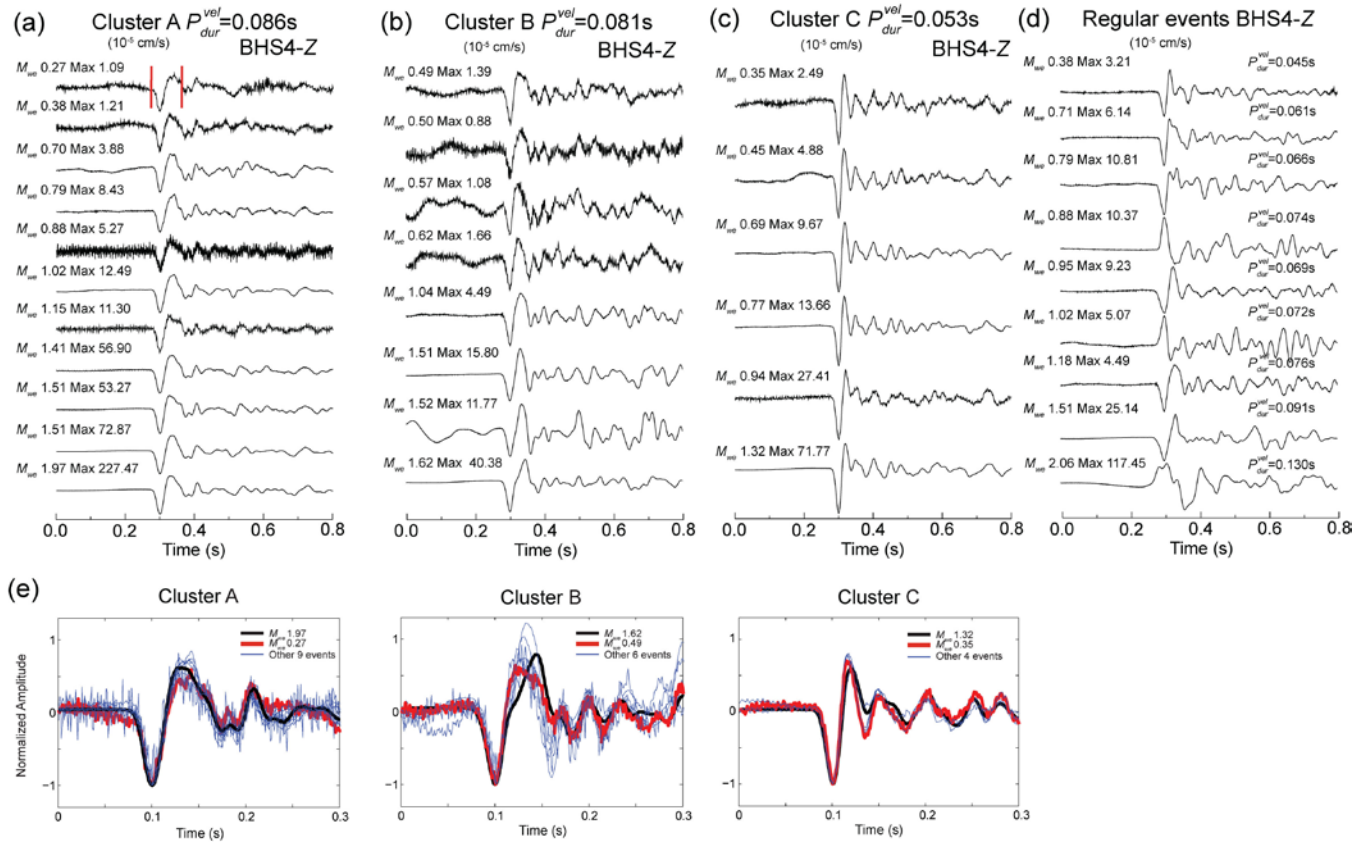 (a) Cluster A P^vel_dur=0.086s
(10⁻⁵ cm/s) BHS4-Z
M_we 0.27 Max 1.09
M_we 0.38 Max 1.21
M_we 0.70 Max 3.88
M_we 0.79 Max 8.43
M_we 0.88 Max 5.27
M_we 1.02 Max 12.49
M_we 1.15 Max 11.30
M_we 1.41 Max 56.90
M_we 1.51 Max 53.27
M_we 1.51 Max 72.87
M_we 1.97 Max 227.47
0.0 0.2 0.4 0.6 0.8
Time (s)
(b) Cluster B P^vel_dur=0.081s
(10⁻⁵ cm/s) BHS4-Z
M_we 0.49 Max 1.39
M_we 0.50 Max 0.88
M_we 0.57 Max 1.08
M_we 0.62 Max 1.66
M_we 1.04 Max 4.49
M_we 1.51 Max 15.80
M_we 1.52 Max 11.77
M_we 1.62 Max 40.38
0.0 0.2 0.4 0.6 0.8
Time (s)
(c) Cluster C P^vel_dur=0.053s
(10⁻⁵ cm/s) BHS4-Z
M_we 0.35 Max 2.49
M_we 0.45 Max 4.88
M_we 0.69 Max 9.67
M_we 0.77 Max 13.66
M_we 0.94 Max 27.41
M_we 1.32 Max 71.77
0.0 0.2 0.4 0.6 0.8
Time (s)
(d) Regular events BHS4-Z
(10⁻⁵ cm/s)
M_we 0.38 Max 3.21 P^vel_dur=0.045s
M_we 0.71 Max 6.14 P^vel_dur=0.061s
M_we 0.79 Max 10.81 P^vel_dur=0.066s
M_we 0.88 Max 10.37 P^vel_dur=0.074s
M_we 0.95 Max 9.23 P^vel_dur=0.069s
M_we 1.02 Max 5.07 P^vel_dur=0.072s
M_we 1.18 Max 4.49 P^vel_dur=0.076s
M_we 1.51 Max 25.14 P^vel_dur=0.091s
M_we 2.06 Max 117.45 P^vel_dur=0.130s
0.0 0.2 0.4 0.6 0.8
Time (s)
(e)
Cluster A
M_we 1.97
M_we 0.27
Other 9 events
Normalized Amplitude
1
0
-1
0 0.1 0.2 0.3
Time (s)
Cluster B
M_we 1.62
M_we 0.49
Other 6 events
1
0
-1
0 0.1 0.2 0.3
Time (s)
Cluster C
M_we 1.32
M_we 0.35
Other 4 events
1
0
-1
0 0.1 0.2 0.3
Time (s)